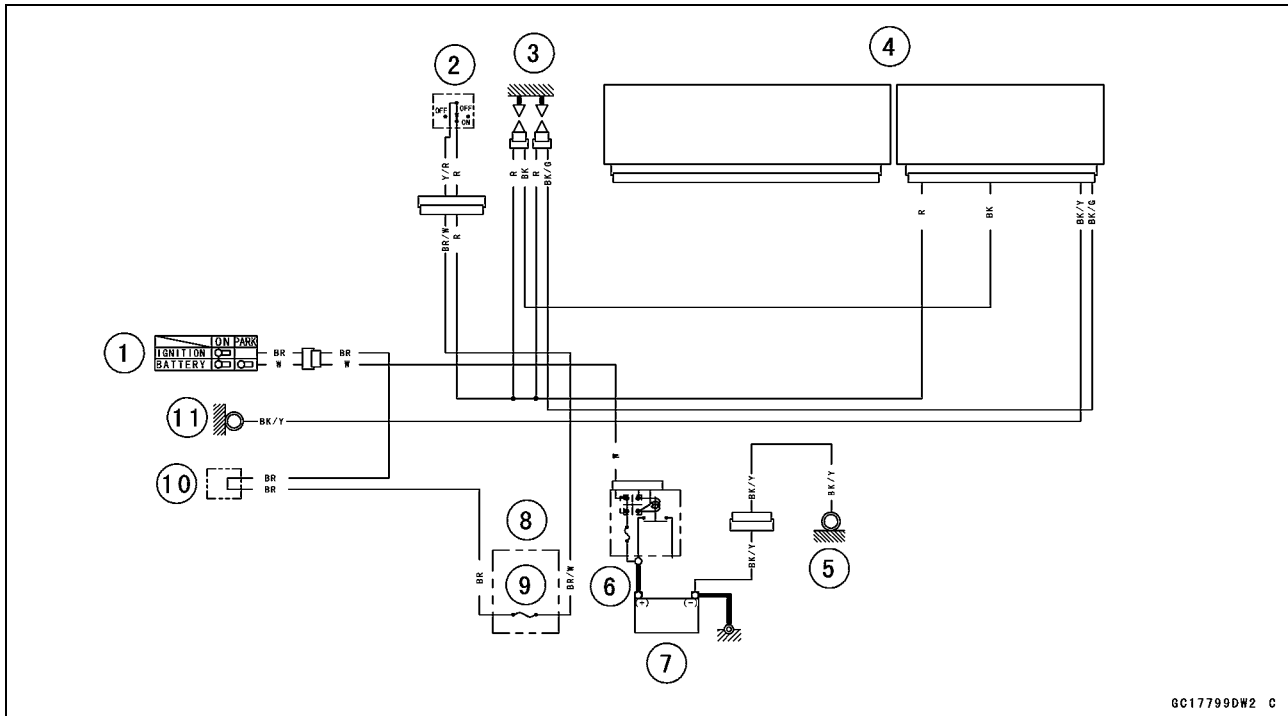 2
3
4
OFF OFF
ON
Y/R
R
R
BK
R
BK/G
BR/W
R
R
BK
BK/Y
BK/G
1
ON PARK
IGNITION
BATTERY
BR
W
BR
W
11
BK/Y
10
BR
BR
W
BK/Y
BK/Y
BK/Y
5
8
9
BR
BR/W
6
(+)
(-)
7
GC17799DW2 C